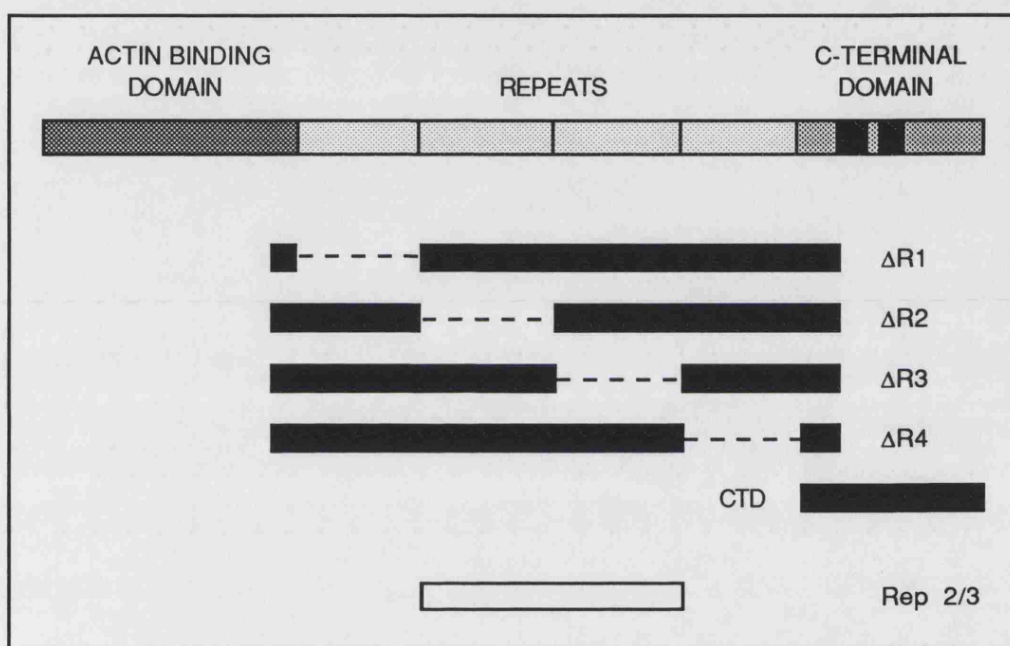 ACTIN BINDING
DOMAIN
REPEATS
C-TERMINAL
DOMAIN
ΔR1
ΔR2
ΔR3
ΔR4
CTD
Rep 2/3